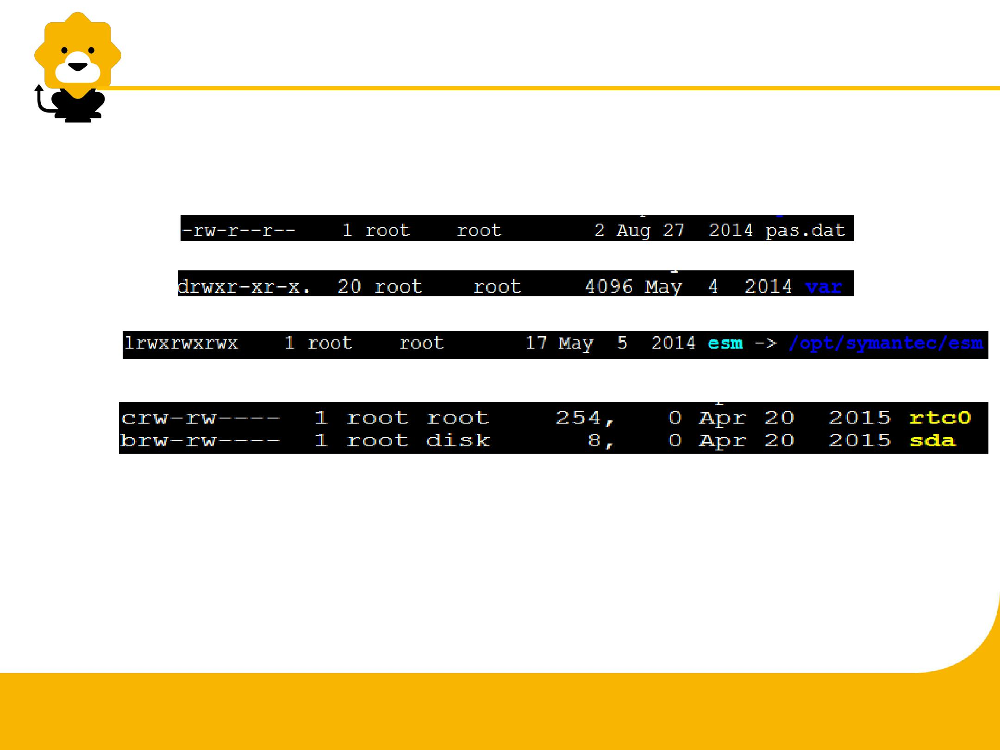 -rw-r--r--    1 root    root        2 Aug 27  2014 pas.dat
drwxr-xr-x.  20 root    root     4096 May  4  2014 var
lrwxrwxrwx    1 root    root       17 May  5  2014 esm -> /opt/symantec/esm
crw-rw----  1 root root    254,   0 Apr 20  2015 rtc0
brw-rw----  1 root disk      8,   0 Apr 20  2015 sda